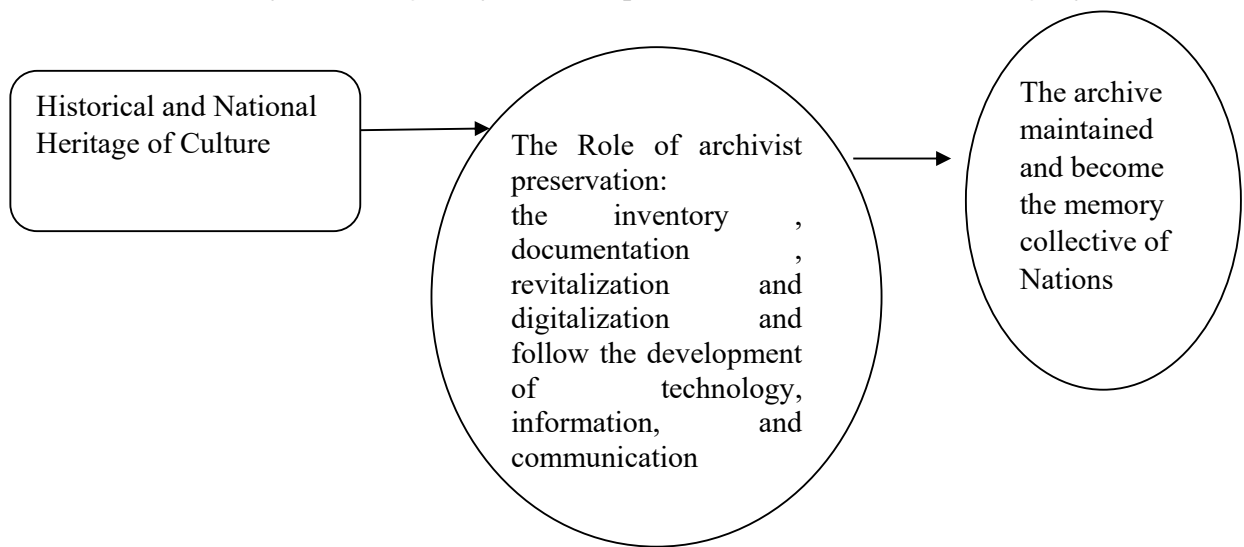 Historical and National
Heritage of Culture
The Role of archivist
preservation:
the inventory ,
documentation ,
revitalization and
digitalization and
follow the development
of technology,
information, and
communication
The archive
maintained
and become
the memory
collective of
Nations